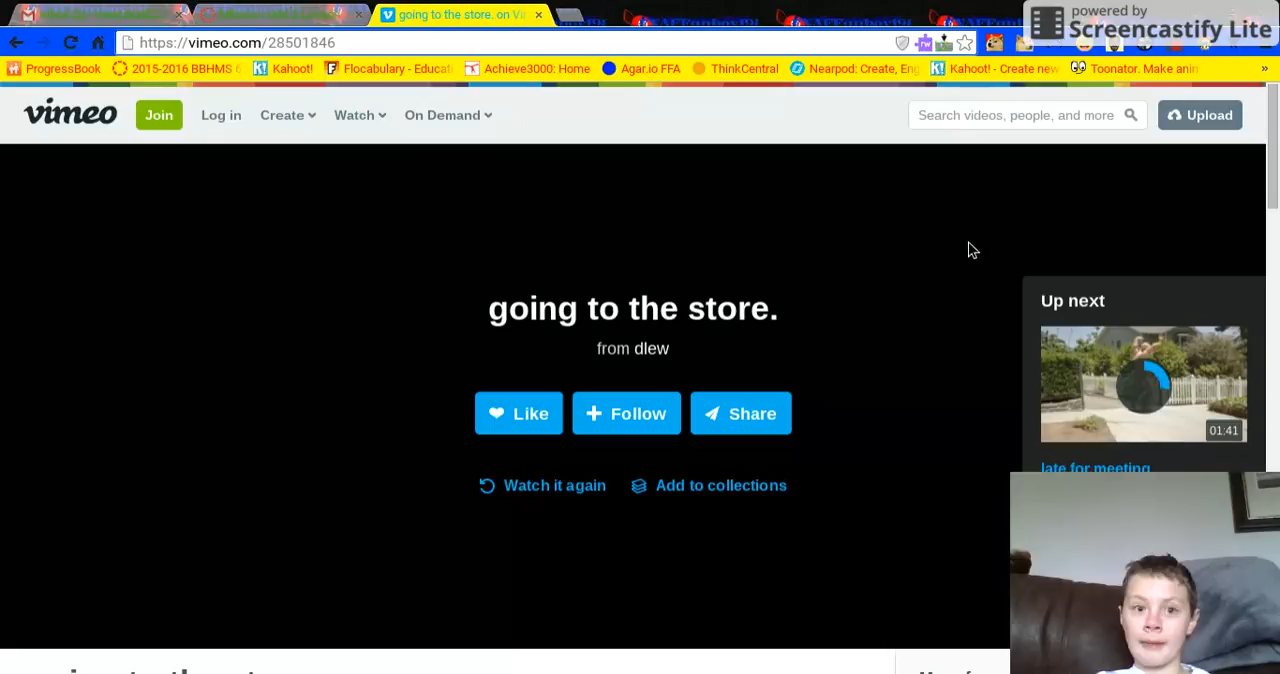 powered by
Screencastify Lite
going to the store. on Vi
https://vimeo.com/28501846
ProgressBook
2015-2016 BBHMS
Kahoot!
Flocabulary - Educat
Achieve3000: Home
Agar.io FFA
ThinkCentral
Nearpod: Create, Eng
Kahoot! - Create new
Toonator. Make anim
»
vimeo
Join
Log in
Create
Watch
On Demand
Search videos, people, and more
Upload
going to the store.
from dlew
Like
Follow
Share
Watch it again
Add to collections
Up next
01:41
late for meeting